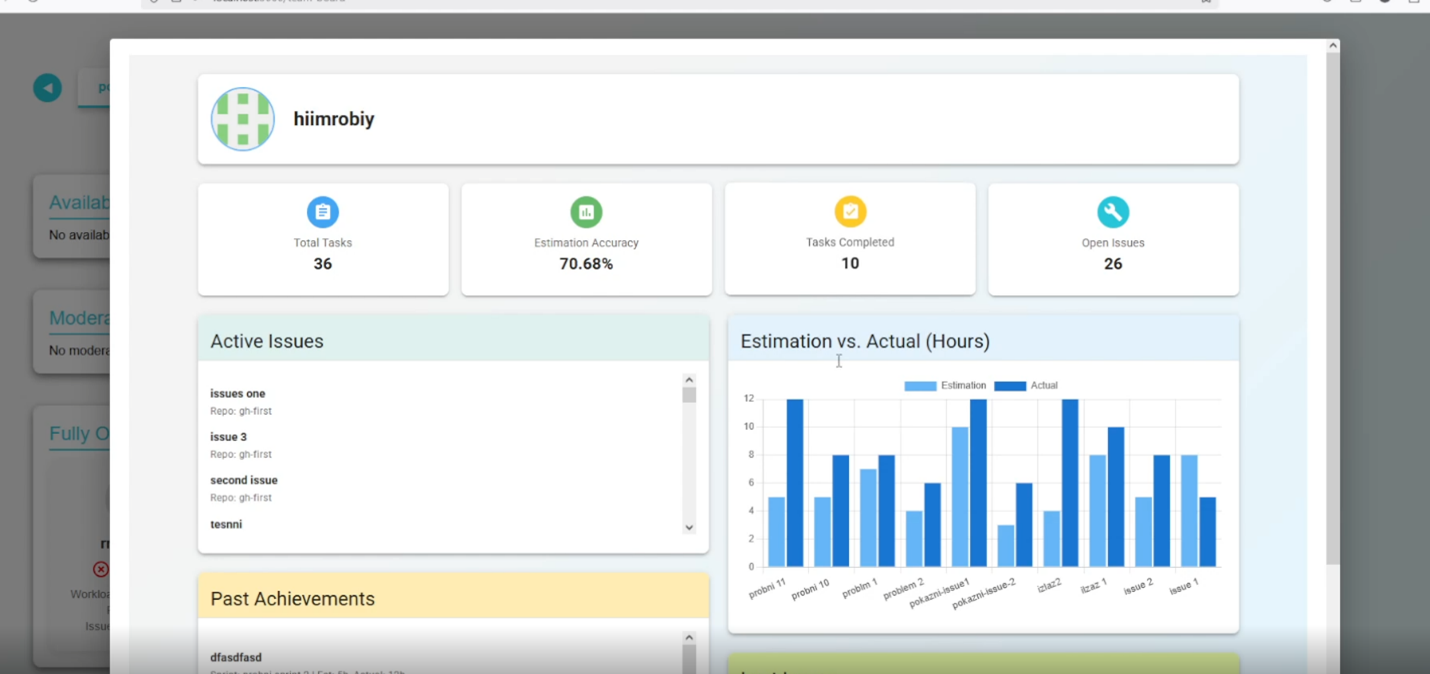 hiimrobiy
Total Tasks
36
Estimation Accuracy
70.68%
Tasks Completed
10
Open Issues
26
Availab
No availab
Modera
No modera
Fully O
Issu
Active Issues
issues one
Repo: gh-first
issue 3
Repo: gh-first
second issue
Repo: gh-first
tesnni
Estimation vs. Actual (Hours)
Estimation Actual
12
10
8
6
4
2
0
probni 11 probni 10 problm 1 problem 2 pokazni-issue1 pokazni-issue-2 izlaz2 Izaz 1 issue 2 issue 1
Past Achievements
dfasdfasd